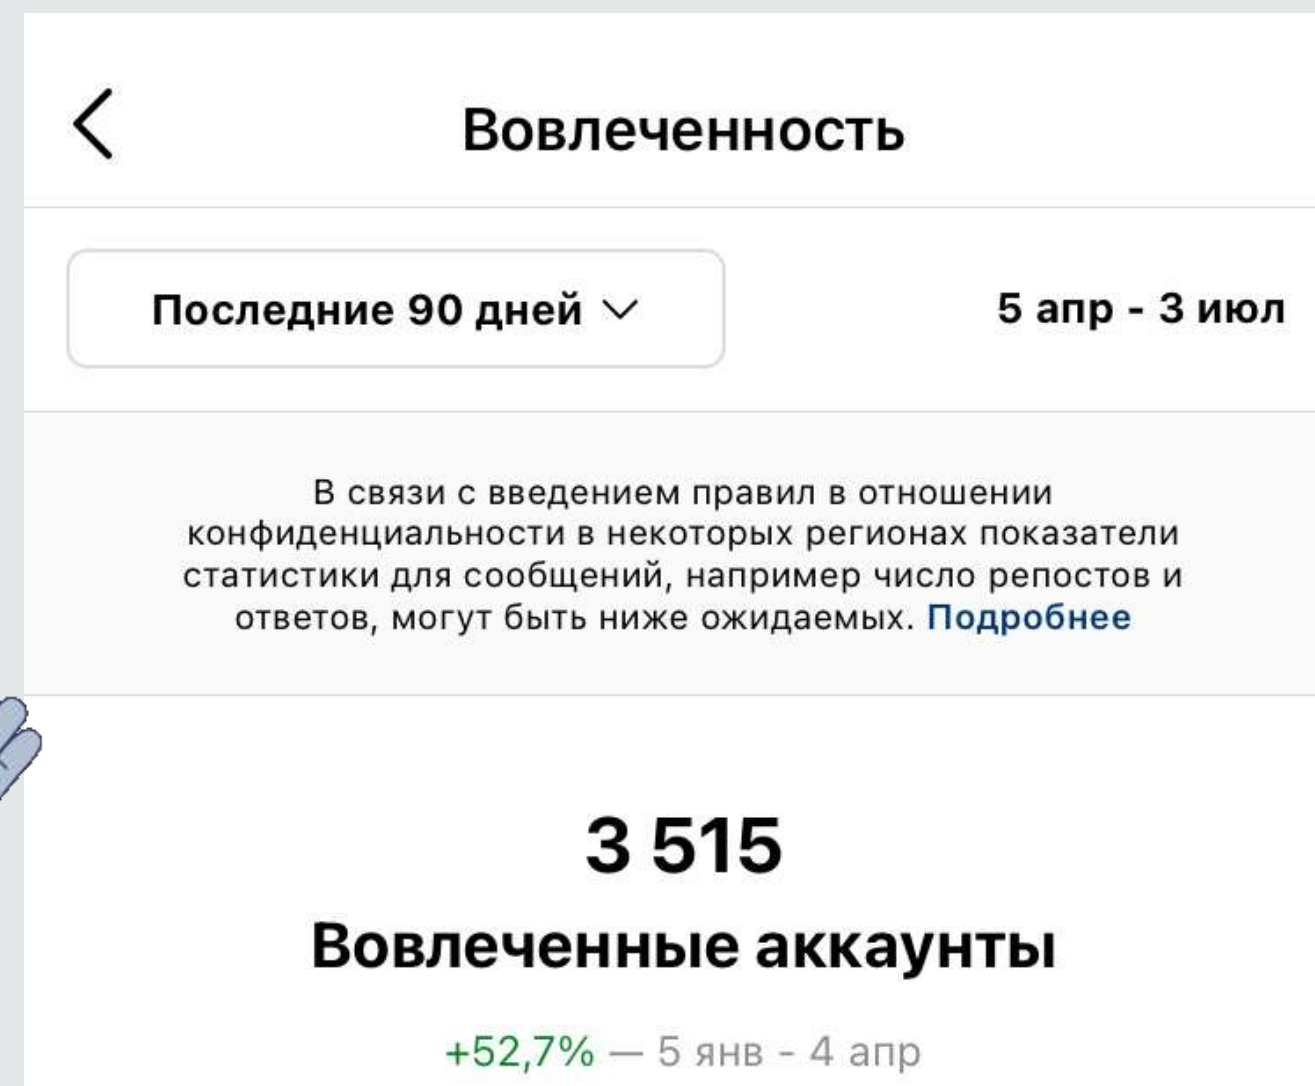 Вовлеченность
Последние 90 дней
5 апр - 3 июл
В связи с введением правил в отношении
конфиденциальности в некоторых регионах показатели
статистики для сообщений, например число репостов и
ответов, могут быть ниже ожидаемых. Подробнее
3 515
Вовлеченные аккаунты
+52,7% — 5 янв - 4 апр